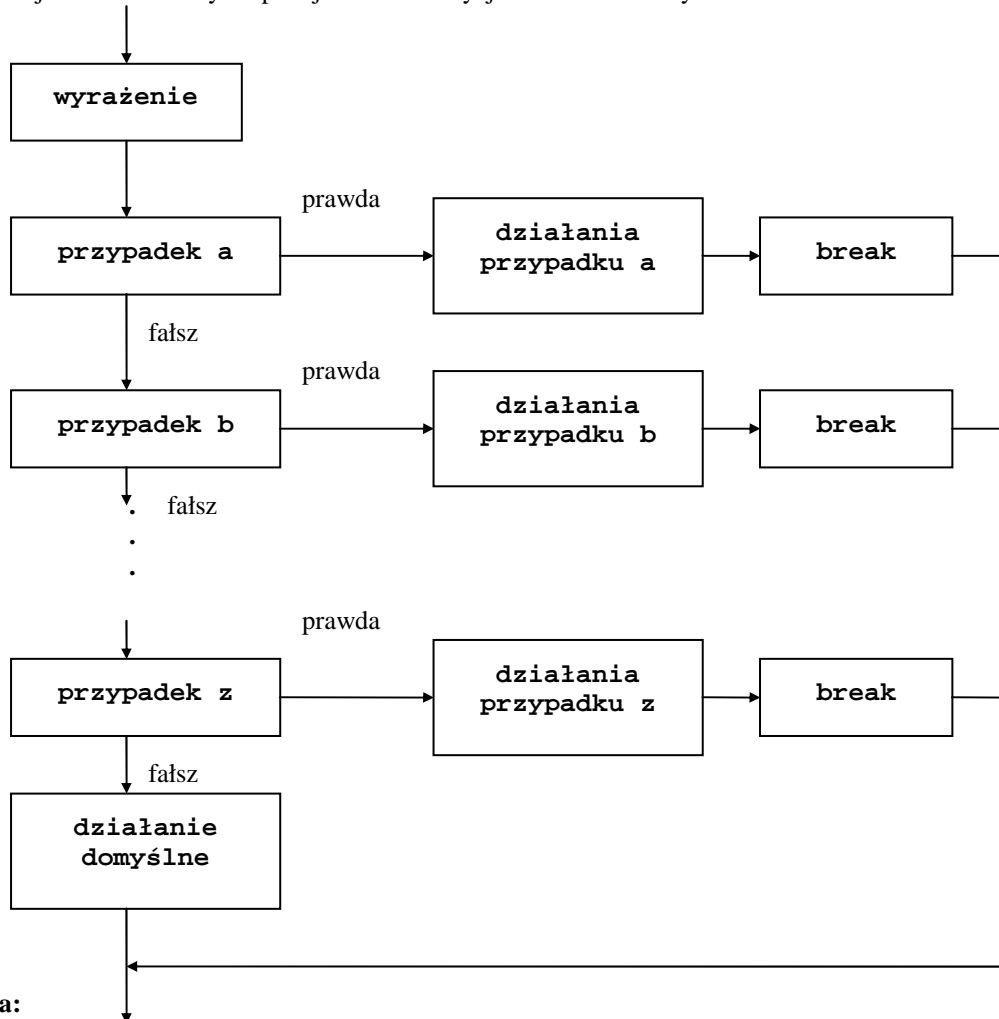 wyrażenie
prawda
przypadek a
działania
przypadku a
break
fałsz
prawda
przypadek b
działania
przypadku b
break
fałsz
.
.
.
prawda
przypadek z
działania
przypadku z
break
fałsz
działanie
domyślne
a: